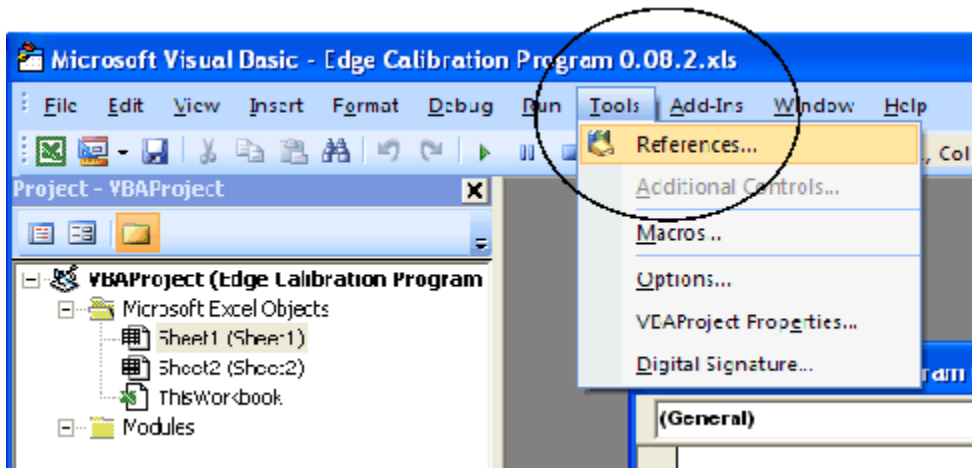 Microsoft Visual Basic - Edge Calibration Program 0.08.2.xls
File Edit View Insert Format Debug Run Tools Add-Ins Window Help
References...
, Col
Project - VBAProject
Additional Controls...
Macros...
VBAProject (Edge Calibration Program
Options...
Microsoft Excel Objects
VBAProject Properties...
Sheet1 (Sheet1)
Digital Signature...
Sheet2 (Sheet2)
ram
ThisWorkbook
(General)
Modules